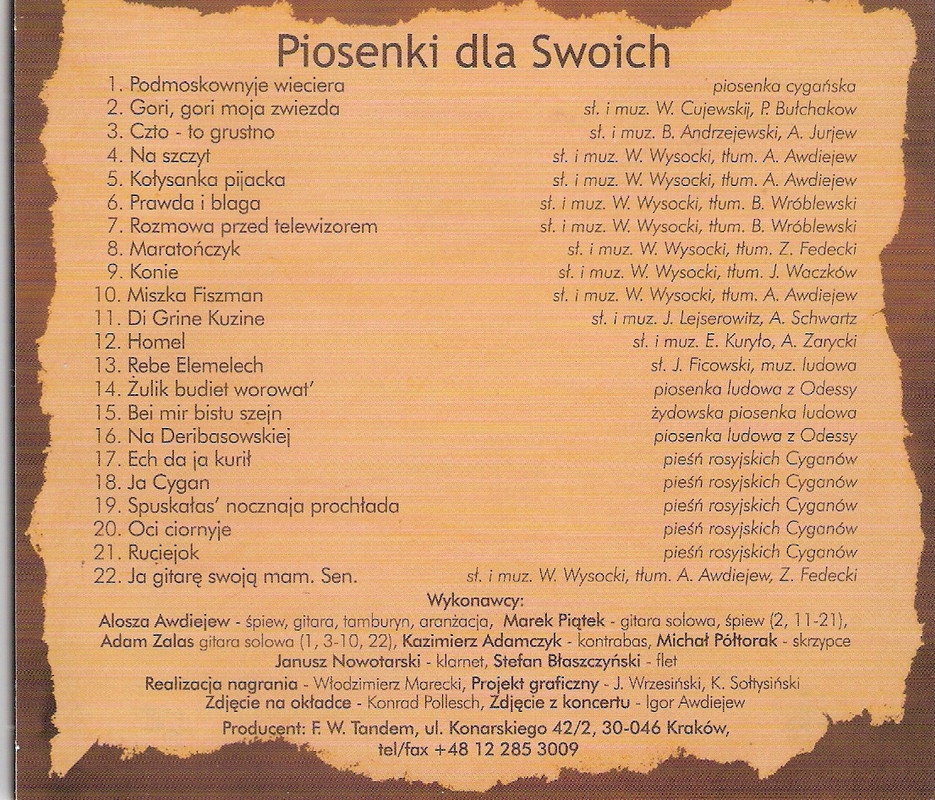 Piosenki dla Swoich
1. Podmoskownyje wieciera piosenka cygańska
2. Gori, gori moja zwiezda sł. i muz. W. Cujewskij, P. Bułchakow
3. Czto - to grustno sł. i muz. B. Andrzejewski, A. Jurjew
4. Na szczyt sł. i muz. W. Wysocki, tłum. A. Awdiejew
5. Kołysanka pijacka sł. i muz. W. Wysocki, tłum. A. Awdiejew
6. Prawda i blaga sł. i muz. W. Wysocki, tłum. B. Wróblewski
7. Rozmowa przed telewizorem sł. i muz. W. Wysocki, tłum. B. Wróblewski
8. Maratończyk sł. i muz. W. Wysocki, tłum. Z. Fedecki
9. Konie sł. i muz. W. Wysocki, tłum. J. Waczków
10. Miszka Fiszman sł. i muz. W. Wysocki, tłum. A. Awdiejew
11. Di Grine Kuzine sł. i muz. J. Lejserowitz, A. Schwartz
12. Homel sł. i muz. E. Kuryło, A. Zarycki
13. Rebe Elemelech sł. J. Ficowski, muz. ludowa
14. Żulik budiet worowat' piosenka ludowa z Odessy
15. Bei mir bistu szejn żydowska piosenka ludowa
16. Na Deribasowskiej piosenka ludowa z Odessy
17. Ech da ja kurił pieśń rosyjskich Cyganów
18. Ja Cygan pieśń rosyjskich Cyganów
19. Spuskałas' nocznaja prochłada pieśń rosyjskich Cyganów
20. Oci ciornyje pieśń rosyjskich Cyganów
21. Ruciejok pieśń rosyjskich Cyganów
22. Ja gitarę swoją mam. Sen. sł. i muz. W. Wysocki, tłum. A. Awdiejew, Z. Fedecki
Wykonawcy:
Alosza Awdiejew - śpiew, gitara, tamburyn, aranżacja, Marek Piątek - gitara solowa, śpiew (2, 11-21),
Adam Zalas gitara solowa (1, 3-10, 22), Kazimierz Adamczyk - kontrabas, Michał Półtorak - skrzypce
Janusz Nowotarski - klarnet, Stefan Błaszczyński - flet
Realizacja nagrania - Włodzimierz Marecki, Projekt graficzny - J. Wrzesiński, K. Sołtysiński
Zdjęcie na okładce - Konrad Pollesch, Zdjęcie z koncertu - Igor Awdiejew
Producent: F. W. Tandem, ul. Konarskiego 42/2, 30-046 Kraków,
tel/fax +48 12 285 3009